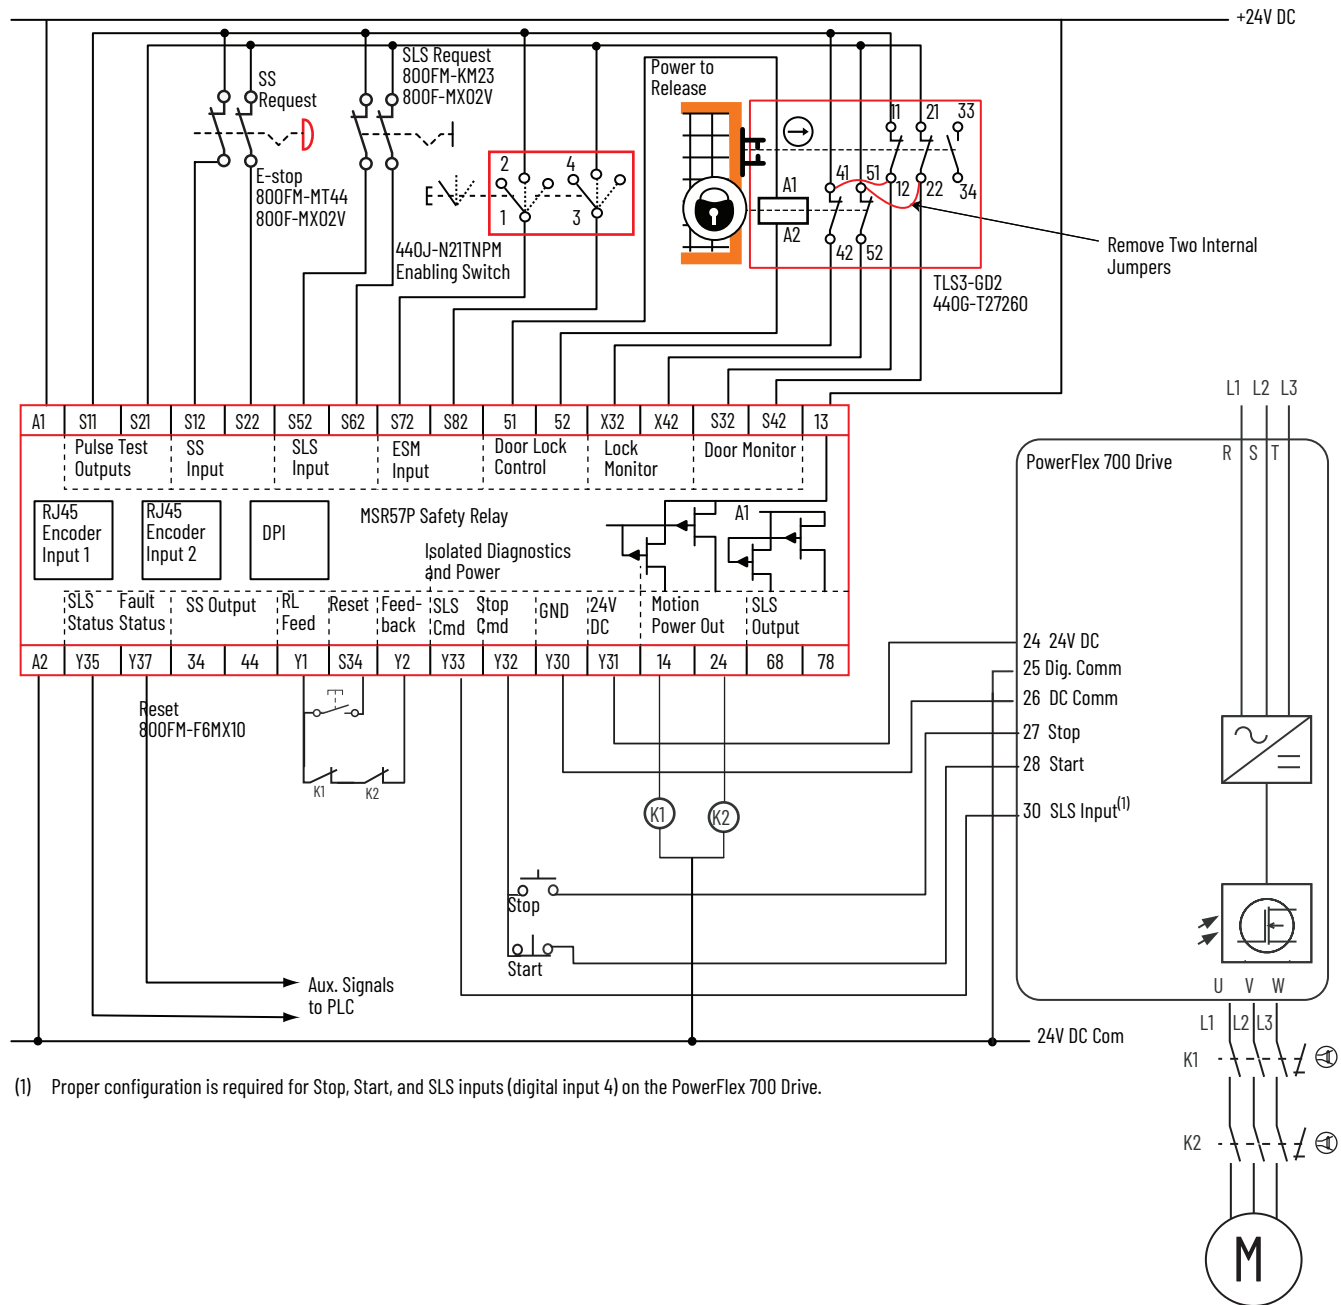 +24V DC
SS
Request
SLS Request
800FM-KM23
800F-MX02V
Power to
Release
11
21
33
E-stop
800FM-MT44
800F-MX02V
2
4
1
3
A1
A2
41
51
12
22
34
42
52
440J-N21TNPM
Enabling Switch
Remove Two Internal
Jumpers
TLS3-GD2
440G-T27260
A1 S11 S21 S12 S22 S52 S62 S72 S82 51 52 X32 X42 S32 S42 13
Pulse Test
Outputs
SS
Input
SLS
Input
ESM
Input
Door Lock
Control
Lock
Monitor
Door Monitor
RJ45
Encoder
Input 1
RJ45
Encoder
Input 2
DPI
MSR57P Safety Relay
A1
Isolated Diagnostics
and Power
SLS
Status
Fault
Status
SS Output
RL
Feed
Reset
Feed-
back
SLS
Cmd
Stop
Cmd
GND
24V
DC
Motion
Power Out
SLS
Output
A2 Y35 Y37 34 44 Y1 S34 Y2 Y33 Y32 Y30 Y31 14 24 68 78
Reset
800FM-F6MX10
K1
K2
K1
K2
Stop
Start
Aux. Signals
to PLC
24V DC Com
L1 L2 L3
R S T
PowerFlex 700 Drive
24 24V DC
25 Dig. Comm
26 DC Comm
27 Stop
28 Start
30 SLS Input(1)
U V W
L1 L2 L3
K1
K2
M
(1) Proper configuration is required for Stop, Start, and SLS inputs (digital input 4) on the PowerFlex 700 Drive.